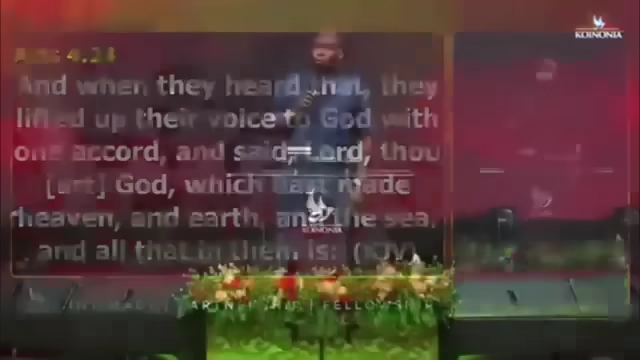 KOINONIA
Acts 4:24
And when they heard that, they
lifted up their voice to God with
one accord, and said, Lord, thou
[art] God, which hast made
heaven, and earth, and the sea,
and all that in them is: (KJV)
KOINONIA
FELLOWSHIP